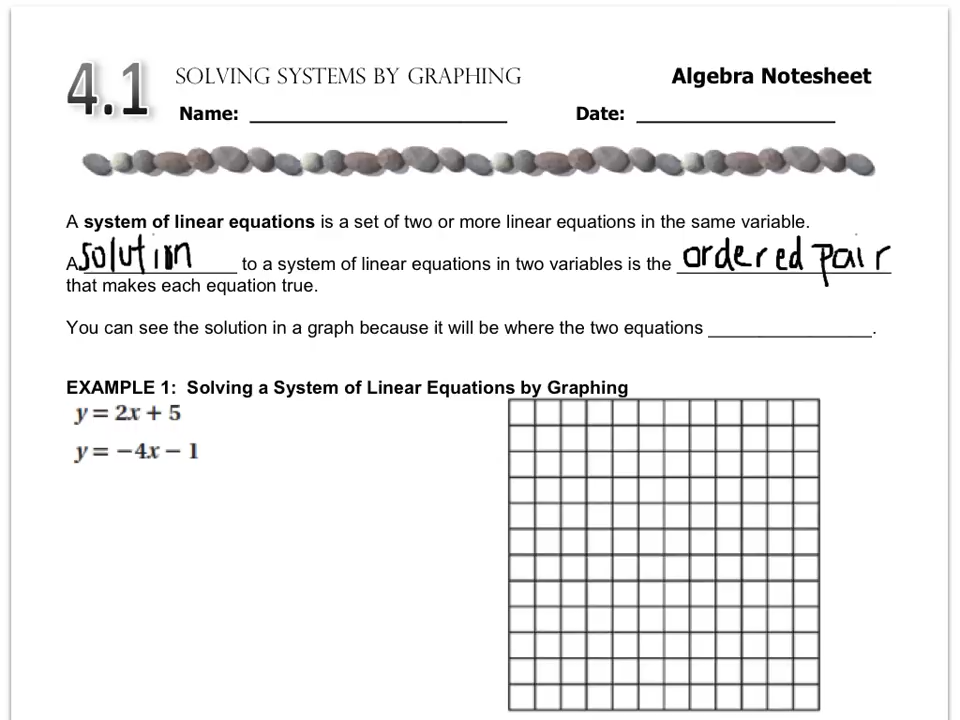 4.1 SOLVING SYSTEMS BY GRAPHING Algebra Notesheet
Name: ____________________ Date: ____________________
A system of linear equations is a set of two or more linear equations in the same variable.
A solution to a system of linear equations in two variables is the ordered pair
that makes each equation true.
You can see the solution in a graph because it will be where the two equations ________________.
EXAMPLE 1: Solving a System of Linear Equations by Graphing
y = 2x + 5
y = −4x − 1